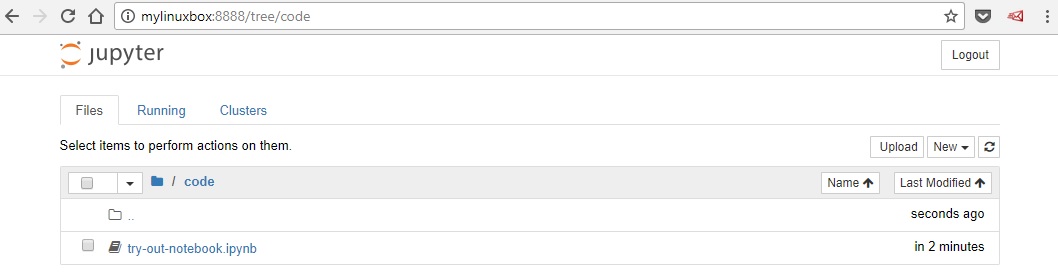 mylinuxbox:8888/tree/code
jupyter
Logout
Files Running Clusters
Select items to perform actions on them.
Upload New
/ code
Name Last Modified
.. seconds ago
try-out-notebook.ipynb in 2 minutes